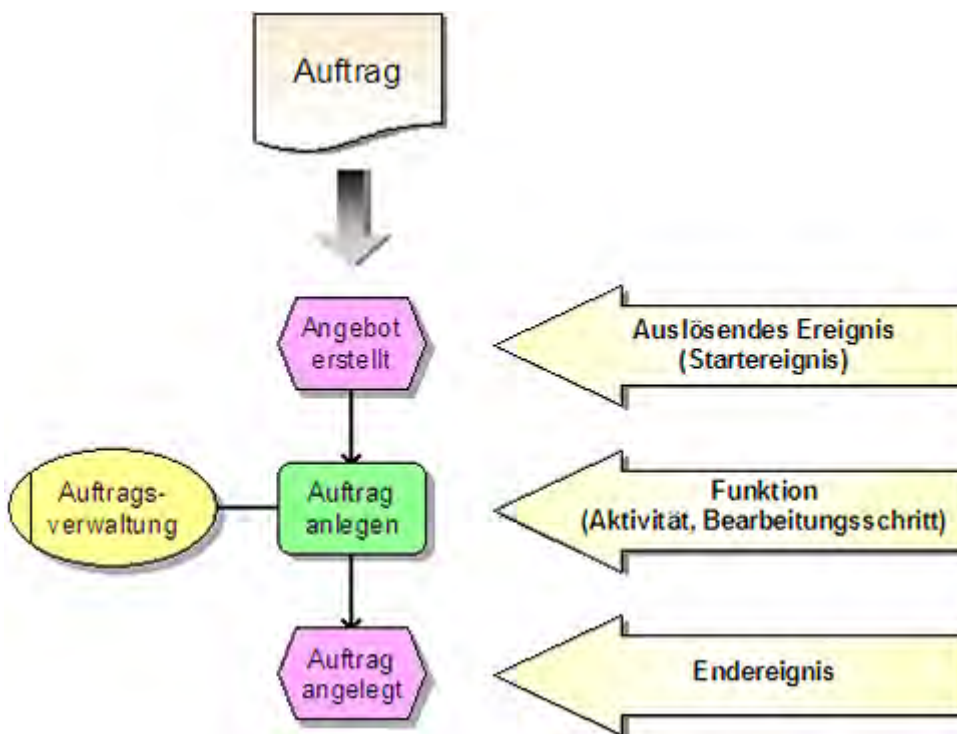 Auftrag
Angebot
erstellt
Auslösendes Ereignis
(Startereignis)
Auftrags-
verwaltung
Auftrag
anlegen
Funktion
(Aktivität, Bearbeitungsschritt)
Auftrag
angelegt
Endereignis